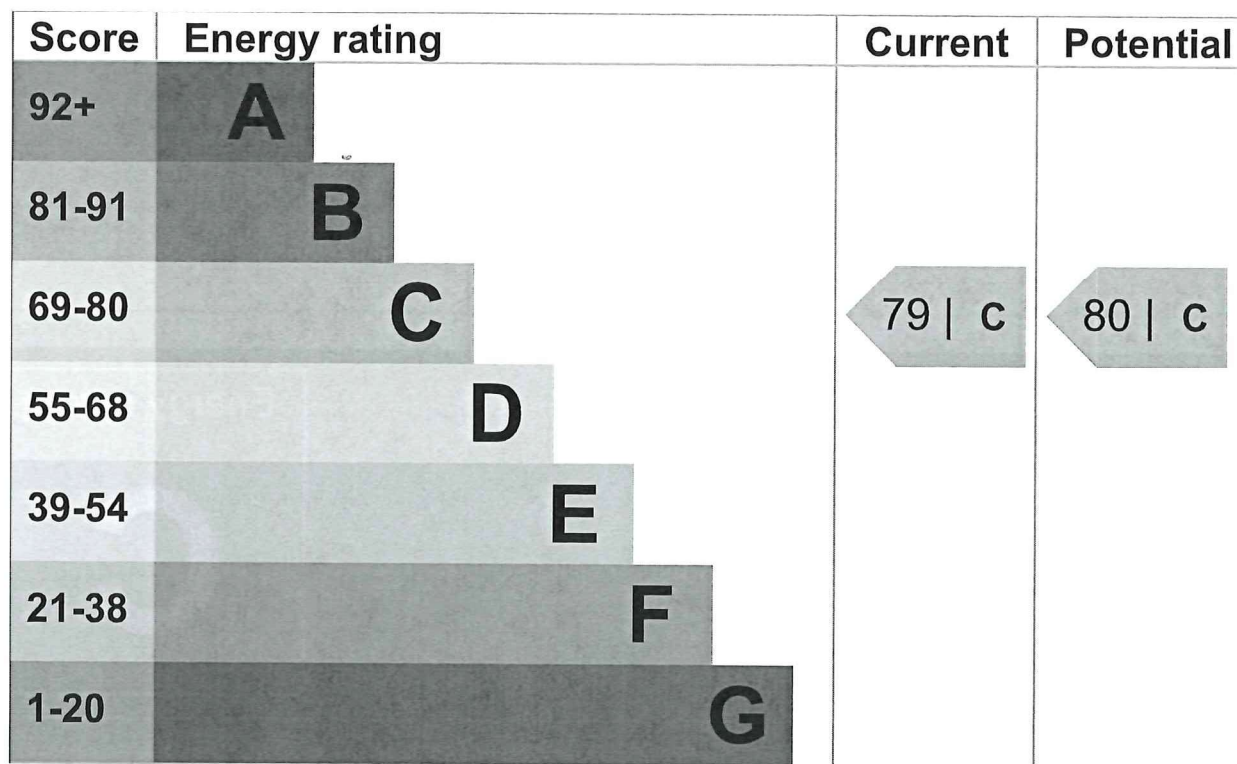 Score Energy rating Current Potential
92+ A
81-91 B
69-80 C 79 | C 80 | C
55-68 D
39-54 E
21-38 F
1-20 G